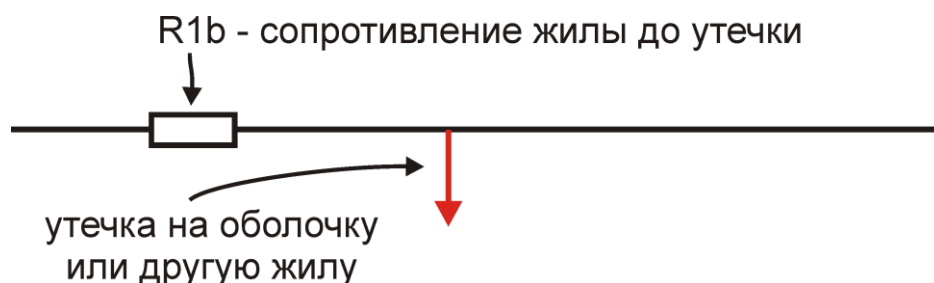 R1b - сопротивление жилы до утечки
утечка на оболочку
или другую жилу